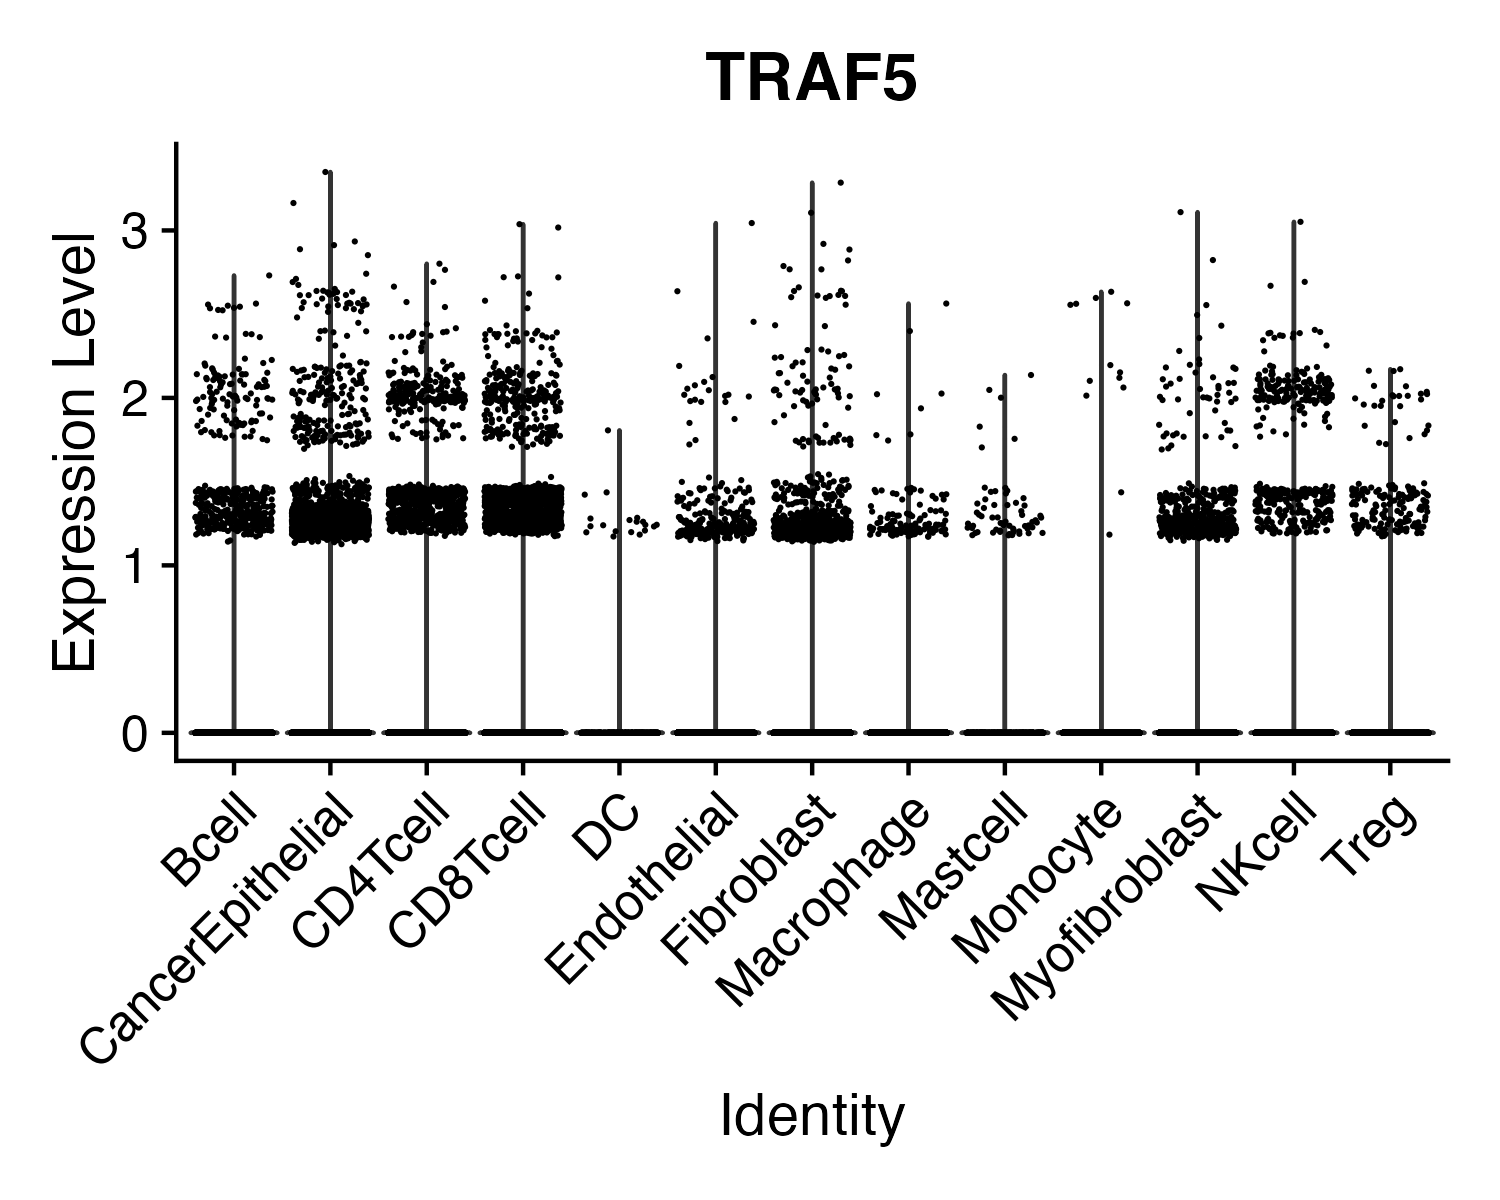 TRAF5
Expression Level
3
2
1
0
Bcell
CancerEpithelial
CD4Tcell
CD8Tcell
DC
Endothelial
Fibroblast
Macrophage
Mastcell
Monocyte
Myofibroblast
NKcell
Treg
Identity